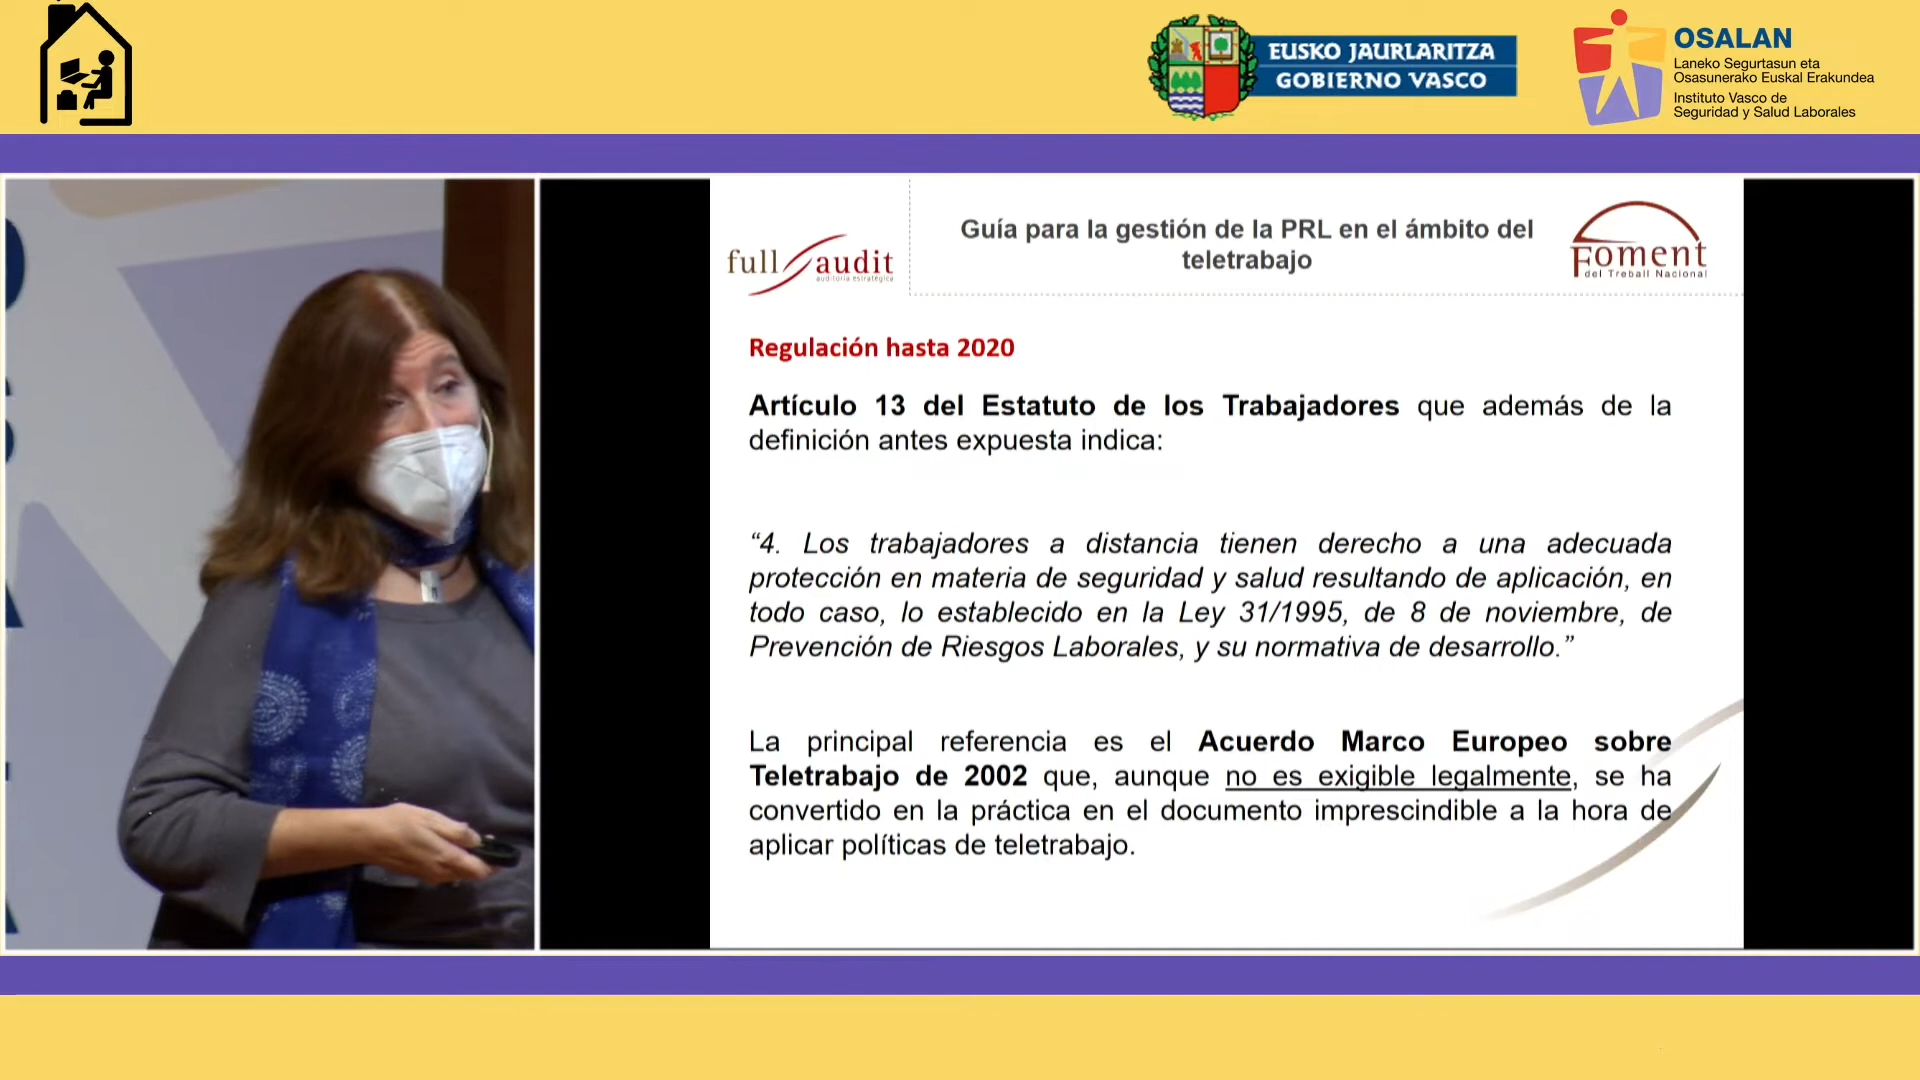 EUSKO JAURLARITZA
GOBIERNO VASCO
OSALAN
Laneko Segurtasun eta
Osasunerako Euskal Erakundea
Instituto Vasco de
Seguridad y Salud Laborales
full audit
auditoría estratégica
Guía para la gestión de la PRL en el ámbito del
teletrabajo
Foment
del Treball Nacional
Regulación hasta 2020
Artículo 13 del Estatuto de los Trabajadores que además de la
definición antes expuesta indica:
“4. Los trabajadores a distancia tienen derecho a una adecuada
protección en materia de seguridad y salud resultando de aplicación, en
todo caso, lo establecido en la Ley 31/1995, de 8 de noviembre, de
Prevención de Riesgos Laborales, y su normativa de desarrollo.”
La principal referencia es el Acuerdo Marco Europeo sobre
Teletrabajo de 2002 que, aunque no es exigible legalmente, se ha
convertido en la práctica en el documento imprescindible a la hora de
aplicar políticas de teletrabajo.